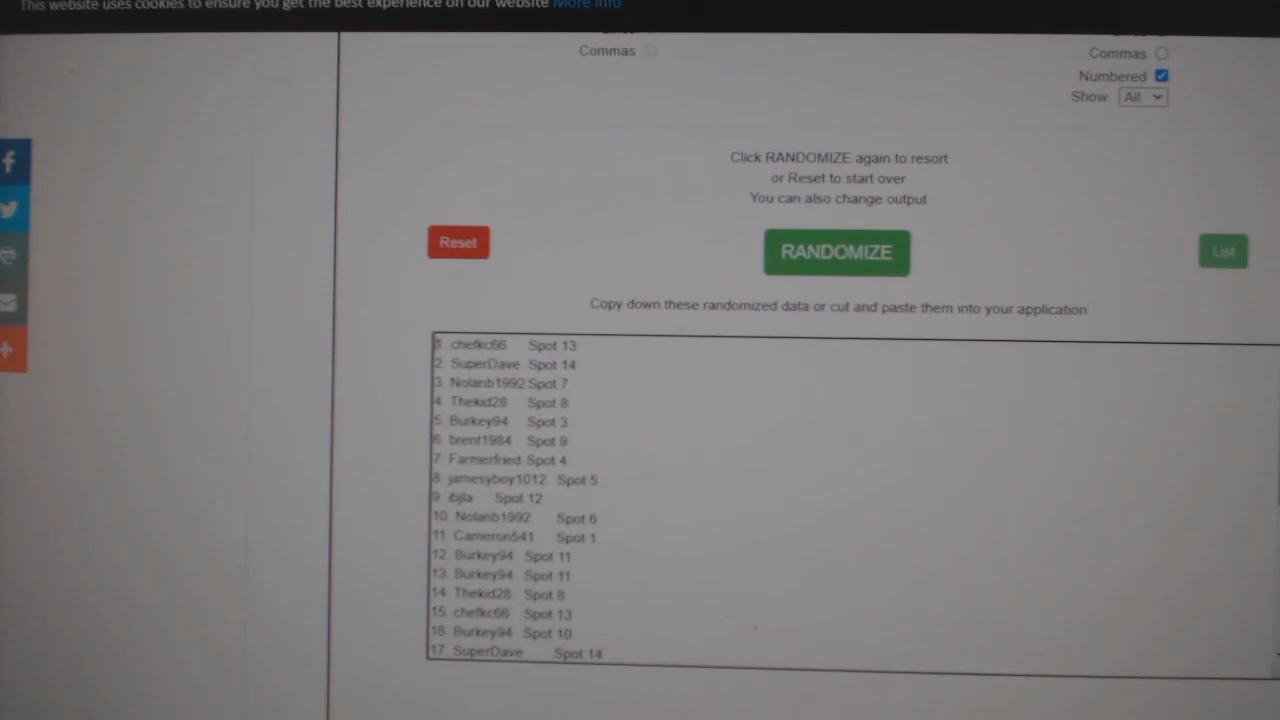 This website uses cookies to ensure you get the best experience on our website More info
Commas
Commas
Numbered
Show All
Click RANDOMIZE again to resort
or Reset to start over
You can also change output
Reset
RANDOMIZE
List
Copy down these randomized data or cut and paste them into your application
1 chefkc66 Spot 13
2 SuperDave Spot 14
3 Nolanb1992 Spot 7
4 Thekid28 Spot 8
5 Burkey94 Spot 3
6 brent1984 Spot 9
7 Farmerfried Spot 4
8 jamesyboy1012 Spot 5
9 ibjla Spot 12
10 Nolanb1992 Spot 6
11 Cameron541 Spot 1
12 Burkey94 Spot 11
13 Burkey94 Spot 11
14 Thekid28 Spot 8
15 chefkc66 Spot 13
16 Burkey94 Spot 10
17 SuperDave Spot 14